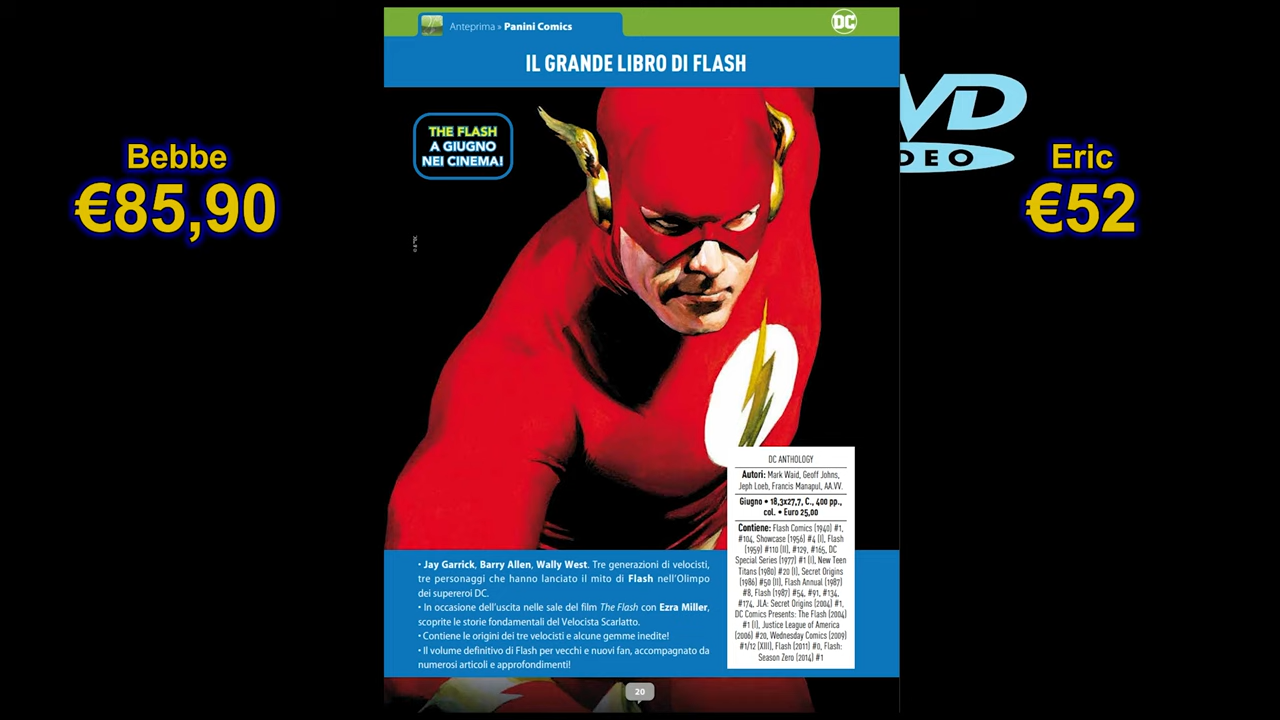 Anteprima » Panini Comics
DC
IL GRANDE LIBRO DI FLASH
THE FLASH
A GIUGNO
NEI CINEMA!
Bebbe
€85,90
VD
DEO
Eric
€52
DC ANTHOLOGY
Autori: Mark Waid, Geoff Johns,
Jeph Loeb, Francis Manapul, AA.VV.
Giugno • 18,3x27,7, C., 400 pp.,
col. • Euro 25,00
Contiene: Flash Comics (1940) #1,
#104, Showcase (1956) #4 (I), Flash
(1959) #110 (II), #129, #165, DC
Special Series (1977) #1 (I), New Teen
Titans (1980) #20 (I), Secret Origins
(1986) #50 (II), Flash Annual (1987)
#8, Flash (1987) #54, #91, #134,
#174, JLA: Secret Origins (2004) #1,
DC Comics Presents: The Flash (2004)
#1 (I), Justice League of America
(2006) #20, Wednesday Comics (2009)
#1/12 (XIII), Flash (2011) #0, Flash:
Season Zero (2014) #1
• Jay Garrick, Barry Allen, Wally West. Tre generazioni di velocisti,
tre personaggi che hanno lanciato il mito di Flash nell'Olimpo
dei supereroi DC.
• In occasione dell'uscita nelle sale del film The Flash con Ezra Miller,
scoprite le storie fondamentali del Velocista Scarlatto.
• Contiene le origini dei tre velocisti e alcune gemme inedite!
• Il volume definitivo di Flash per vecchi e nuovi fan, accompagnato da
numerosi articoli e approfondimenti!
20